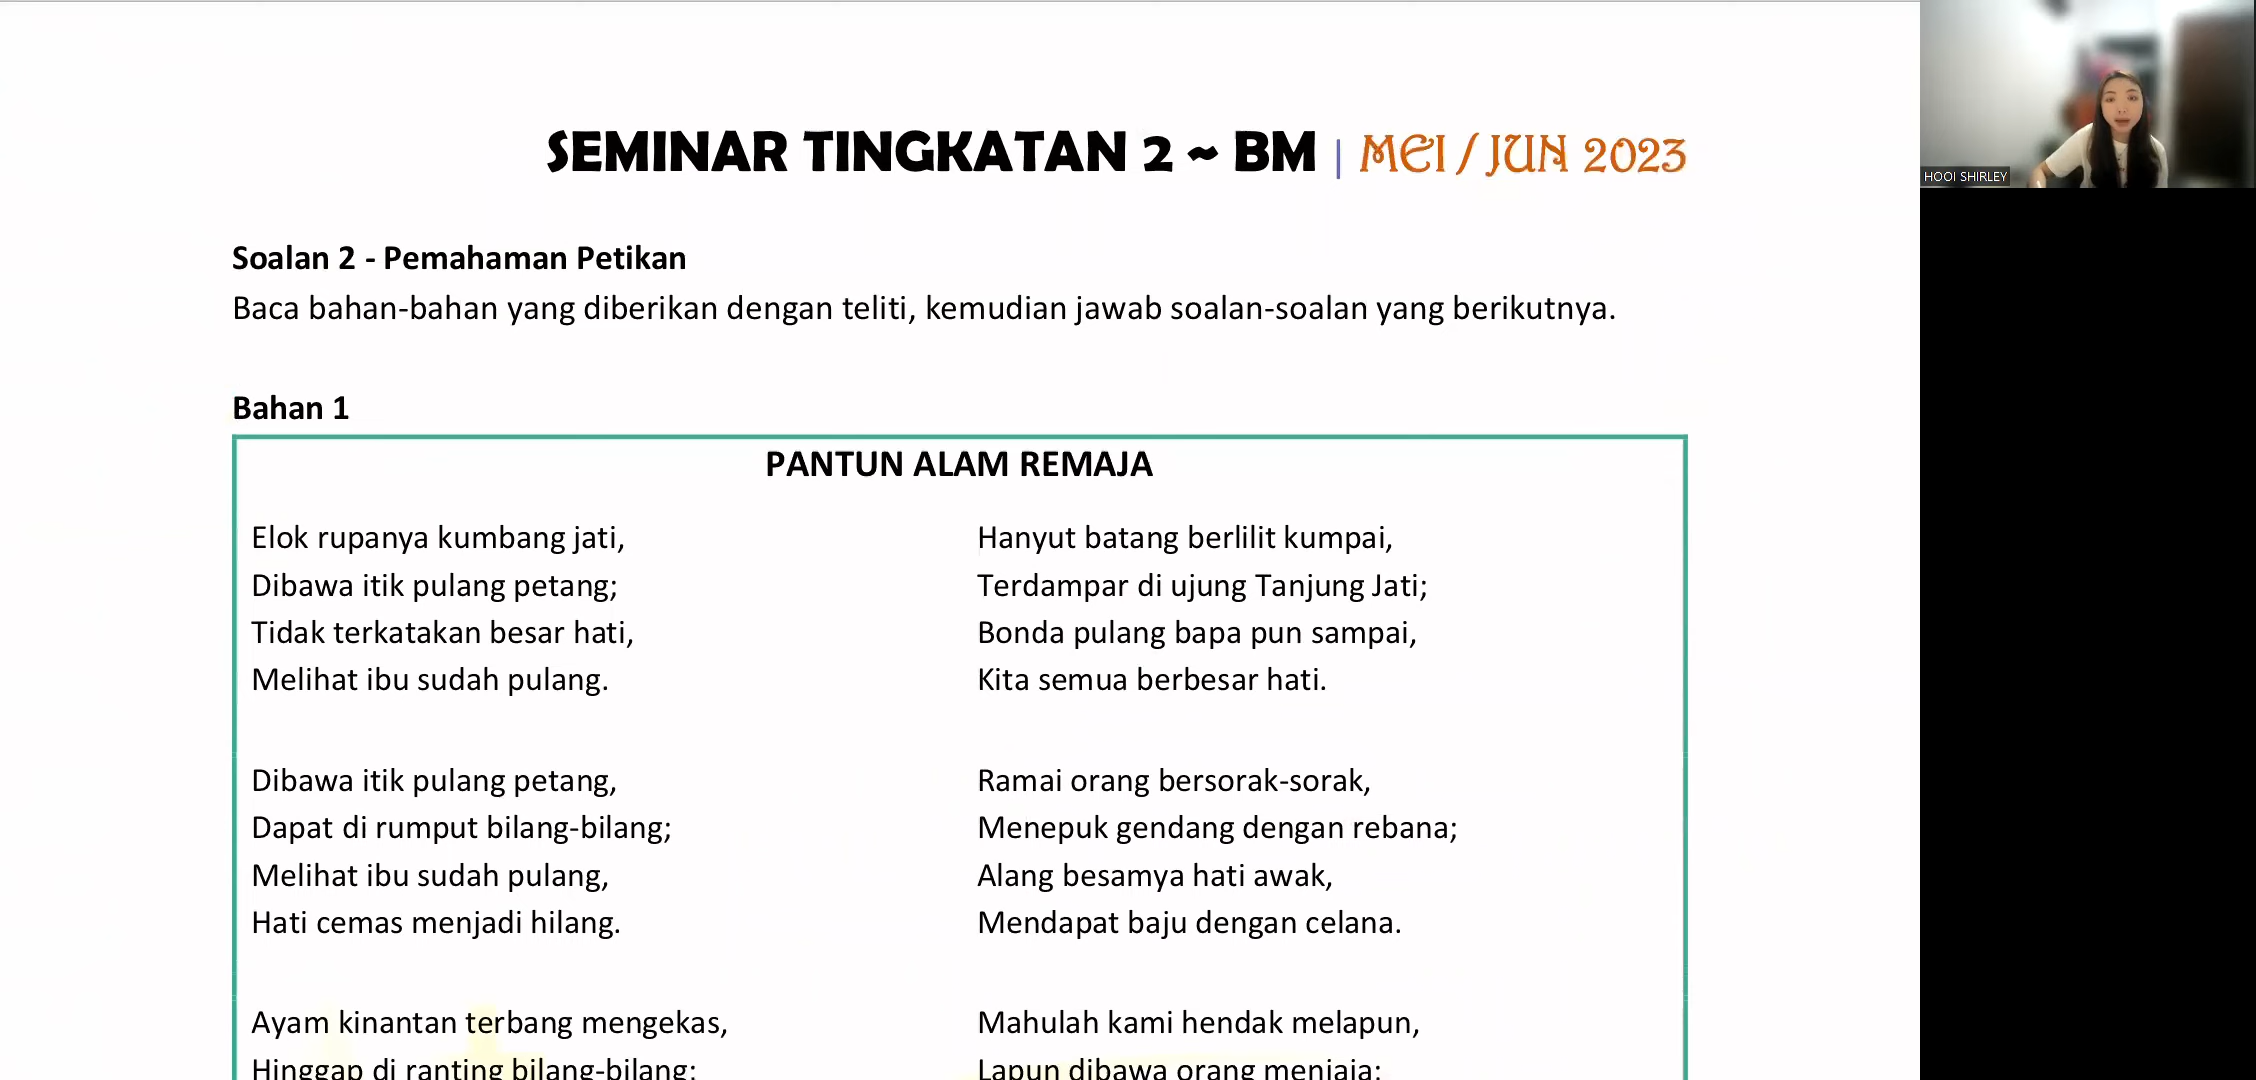 SEMINAR TINGKATAN 2 ~ BM | MEI / JUN 2023
HOOI SHIRLEY
Soalan 2 - Pemahaman Petikan
Baca bahan-bahan yang diberikan dengan teliti, kemudian jawab soalan-soalan yang berikutnya.
Bahan 1
PANTUN ALAM REMAJA
Elok rupanya kumbang jati,
Dibawa itik pulang petang;
Tidak terkatakan besar hati,
Melihat ibu sudah pulang.
Dibawa itik pulang petang,
Dapat di rumput bilang-bilang;
Melihat ibu sudah pulang,
Hati cemas menjadi hilang.
Ayam kinantan terbang mengekas,
Hinggap di ranting bilang-bilang;
Hanyut batang berlilit kumpai,
Terdampar di ujung Tanjung Jati;
Bonda pulang bapa pun sampai,
Kita semua berbesar hati.
Ramai orang bersorak-sorak,
Menepuk gendang dengan rebana;
Alang besamya hati awak,
Mendapat baju dengan celana.
Mahulah kami hendak melapun,
Lapun dibawa orang menjaja;